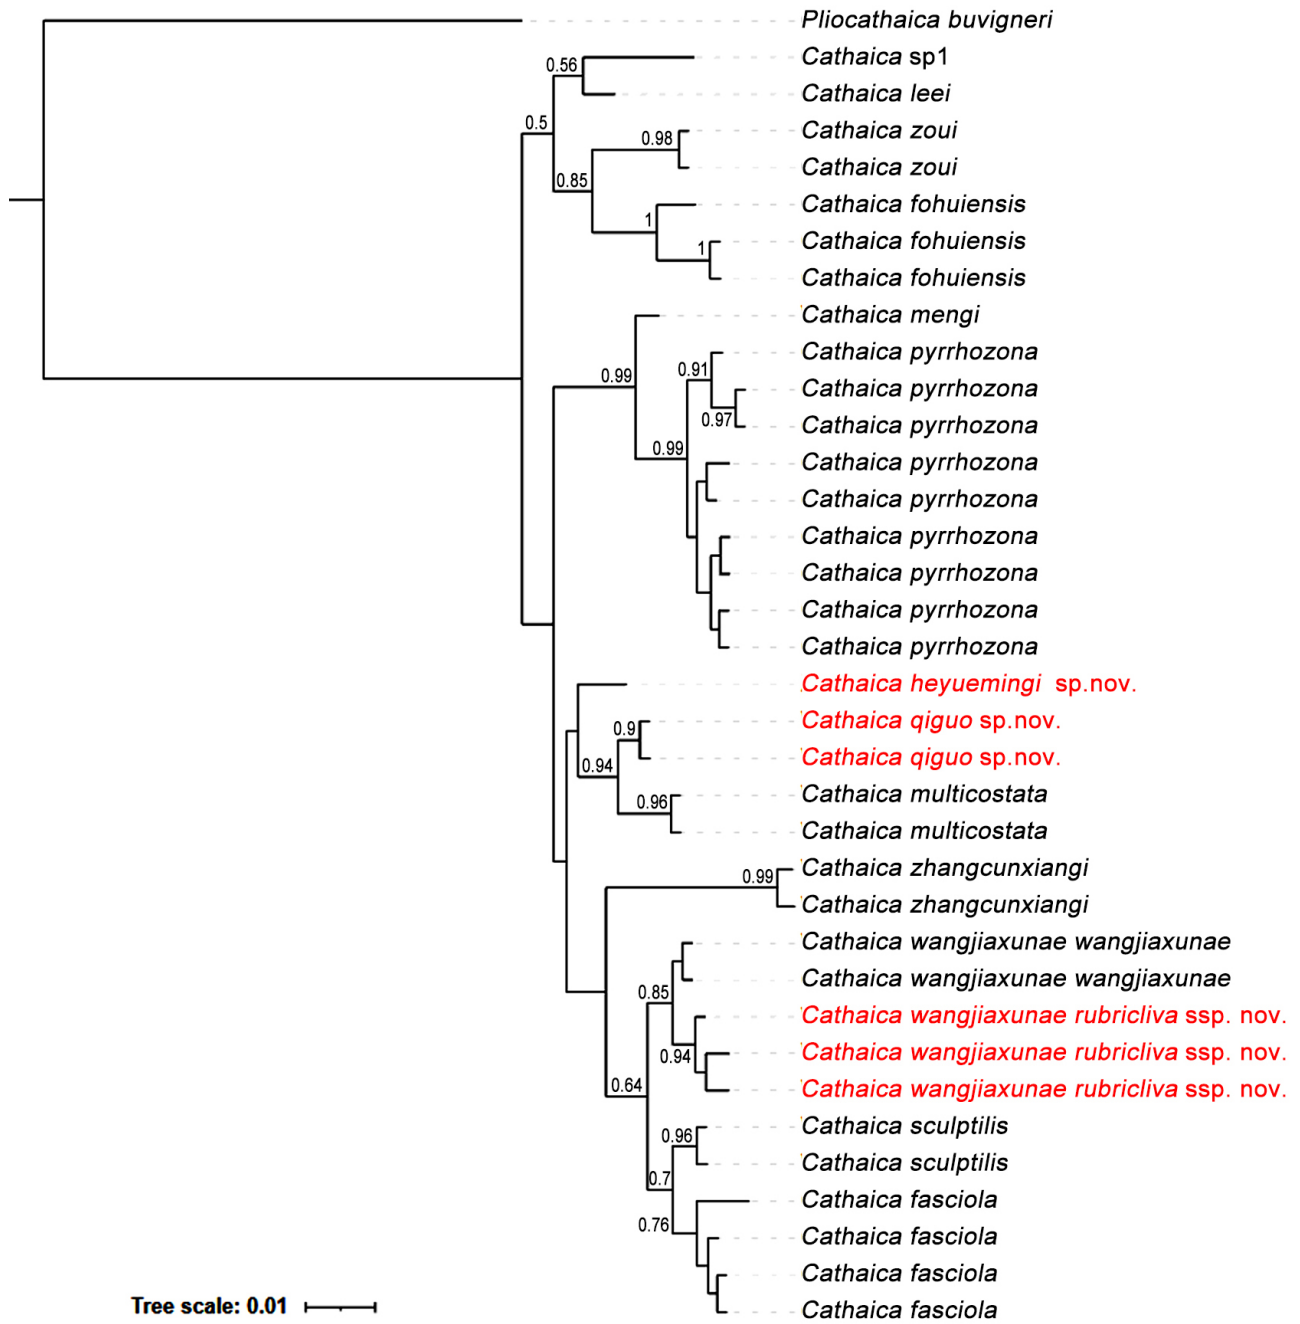 Pliocathaica buvigneri
Cathaica sp1
0.56
Cathaica leei
0.5
Cathaica zoui
0.98
Cathaica zoui
0.85
Cathaica fohuiensis
1
Cathaica fohuiensis
1
Cathaica fohuiensis
Cathaica mengi
Cathaica pyrrhozona
0.99
0.91
Cathaica pyrrhozona
0.97
Cathaica pyrrhozona
0.99
Cathaica pyrrhozona
Cathaica pyrrhozona
Cathaica pyrrhozona
Cathaica pyrrhozona
Cathaica pyrrhozona
Cathaica pyrrhozona
Cathaica heyuemingi sp.nov.
Cathaica qiguo sp.nov.
0.9
Cathaica qiguo sp.nov.
0.94
Cathaica multicostata
0.96
Cathaica multicostata
Cathaica zhangcunxiangi
0.99
Cathaica zhangcunxiangi
Cathaica wangjiaxunae wangjiaxunae
Cathaica wangjiaxunae wangjiaxunae
0.85
Cathaica wangjiaxunae rubricliva ssp. nov.
Cathaica wangjiaxunae rubricliva ssp. nov.
0.94
Cathaica wangjiaxunae rubricliva ssp. nov.
0.64
Cathaica sculptilis
0.96
Cathaica sculptilis
0.7
Cathaica fasciola
0.76
Cathaica fasciola
Cathaica fasciola
Cathaica fasciola
Tree scale: 0.01